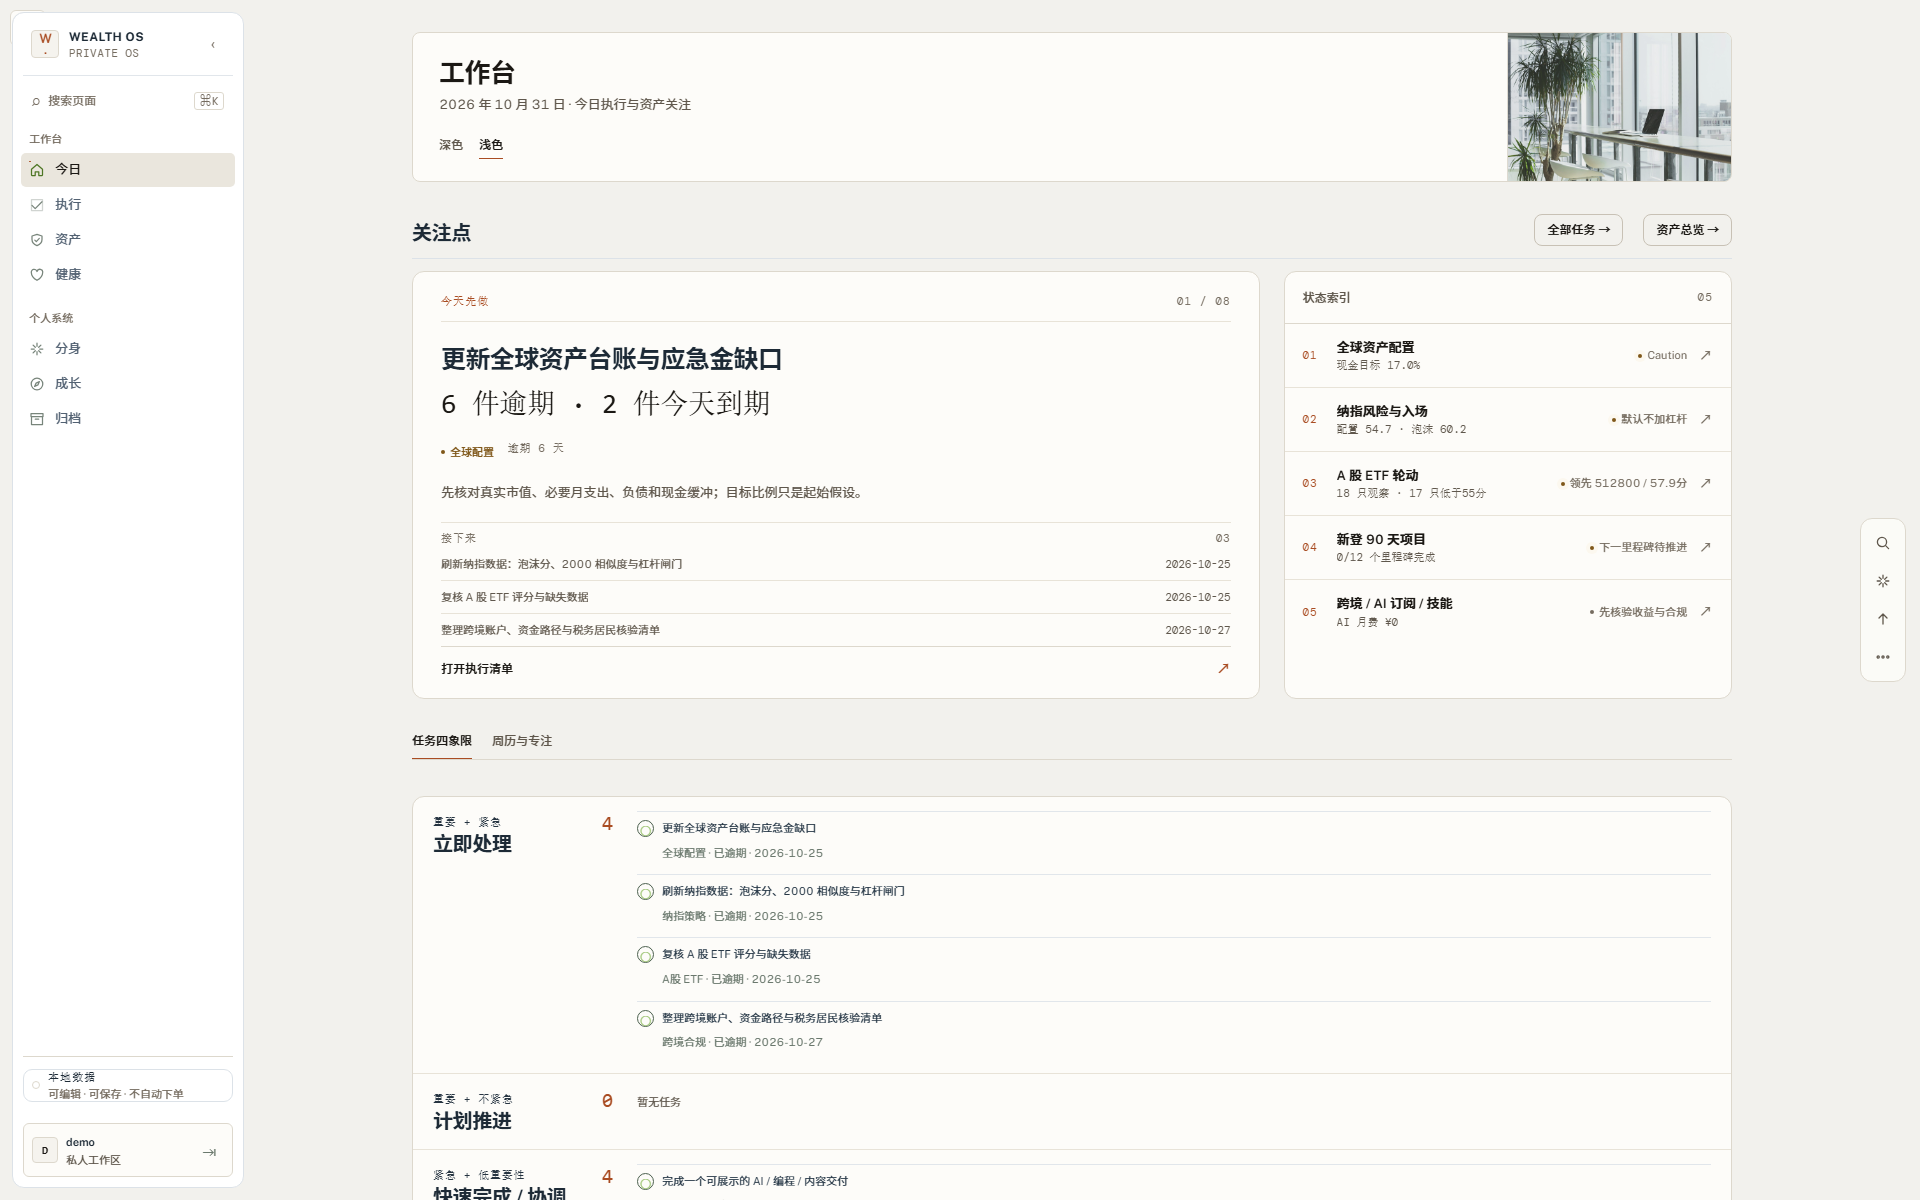 W.
WEALTH OS
PRIVATE OS
搜索页面 ⌘K
工作台
今日
执行
资产
健康
个人系统
分身
成长
归档
本地数据
可编辑 · 可保存 · 不自动下单
D
demo
私人工作区
工作台
2026 年 10 月 31 日 · 今日执行与资产关注
深色 浅色
关注点
全部任务 →
资产总览 →
今天先做 01 / 08
更新全球资产台账与应急金缺口
6 件逾期 · 2 件今天到期
全球配置 逾期 6 天
先核对真实市值、必要月支出、负债和现金缓冲；目标比例只是起始假设。
接下来 03
刷新纳指数据：泡沫分、2000 相似度与杠杆闸门 2026-10-25
复核 A 股 ETF 评分与缺失数据 2026-10-25
整理跨境账户、资金路径与税务居民核验清单 2026-10-27
打开执行清单 ↗
状态索引 05
01 全球资产配置 Caution ↗
现金目标 17.0%
02 纳指风险与入场 默认不加杠杆 ↗
配置 54.7 · 泡沫 60.2
03 A 股 ETF 轮动 领先 512800 / 57.9分 ↗
18 只观察 · 17 只低于55分
04 新登 90 天项目 下一里程碑待推进 ↗
0/12 个里程碑完成
05 跨境 / AI 订阅 / 技能 先核验收益与合规 ↗
AI 月费 ¥0
任务四象限 周历与专注
重要 + 紧急
立即处理
4
更新全球资产台账与应急金缺口
全球配置 · 已逾期 · 2026-10-25
刷新纳指数据：泡沫分、2000 相似度与杠杆闸门
纳指策略 · 已逾期 · 2026-10-25
复核 A 股 ETF 评分与缺失数据
A股 ETF · 已逾期 · 2026-10-25
整理跨境账户、资金路径与税务居民核验清单
跨境合规 · 已逾期 · 2026-10-27
重要 + 不紧急
计划推进
0
暂无任务
紧急 + 低重要性
快速完成 / 协调
4
完成一个可展示的 AI / 编程 / 内容交付